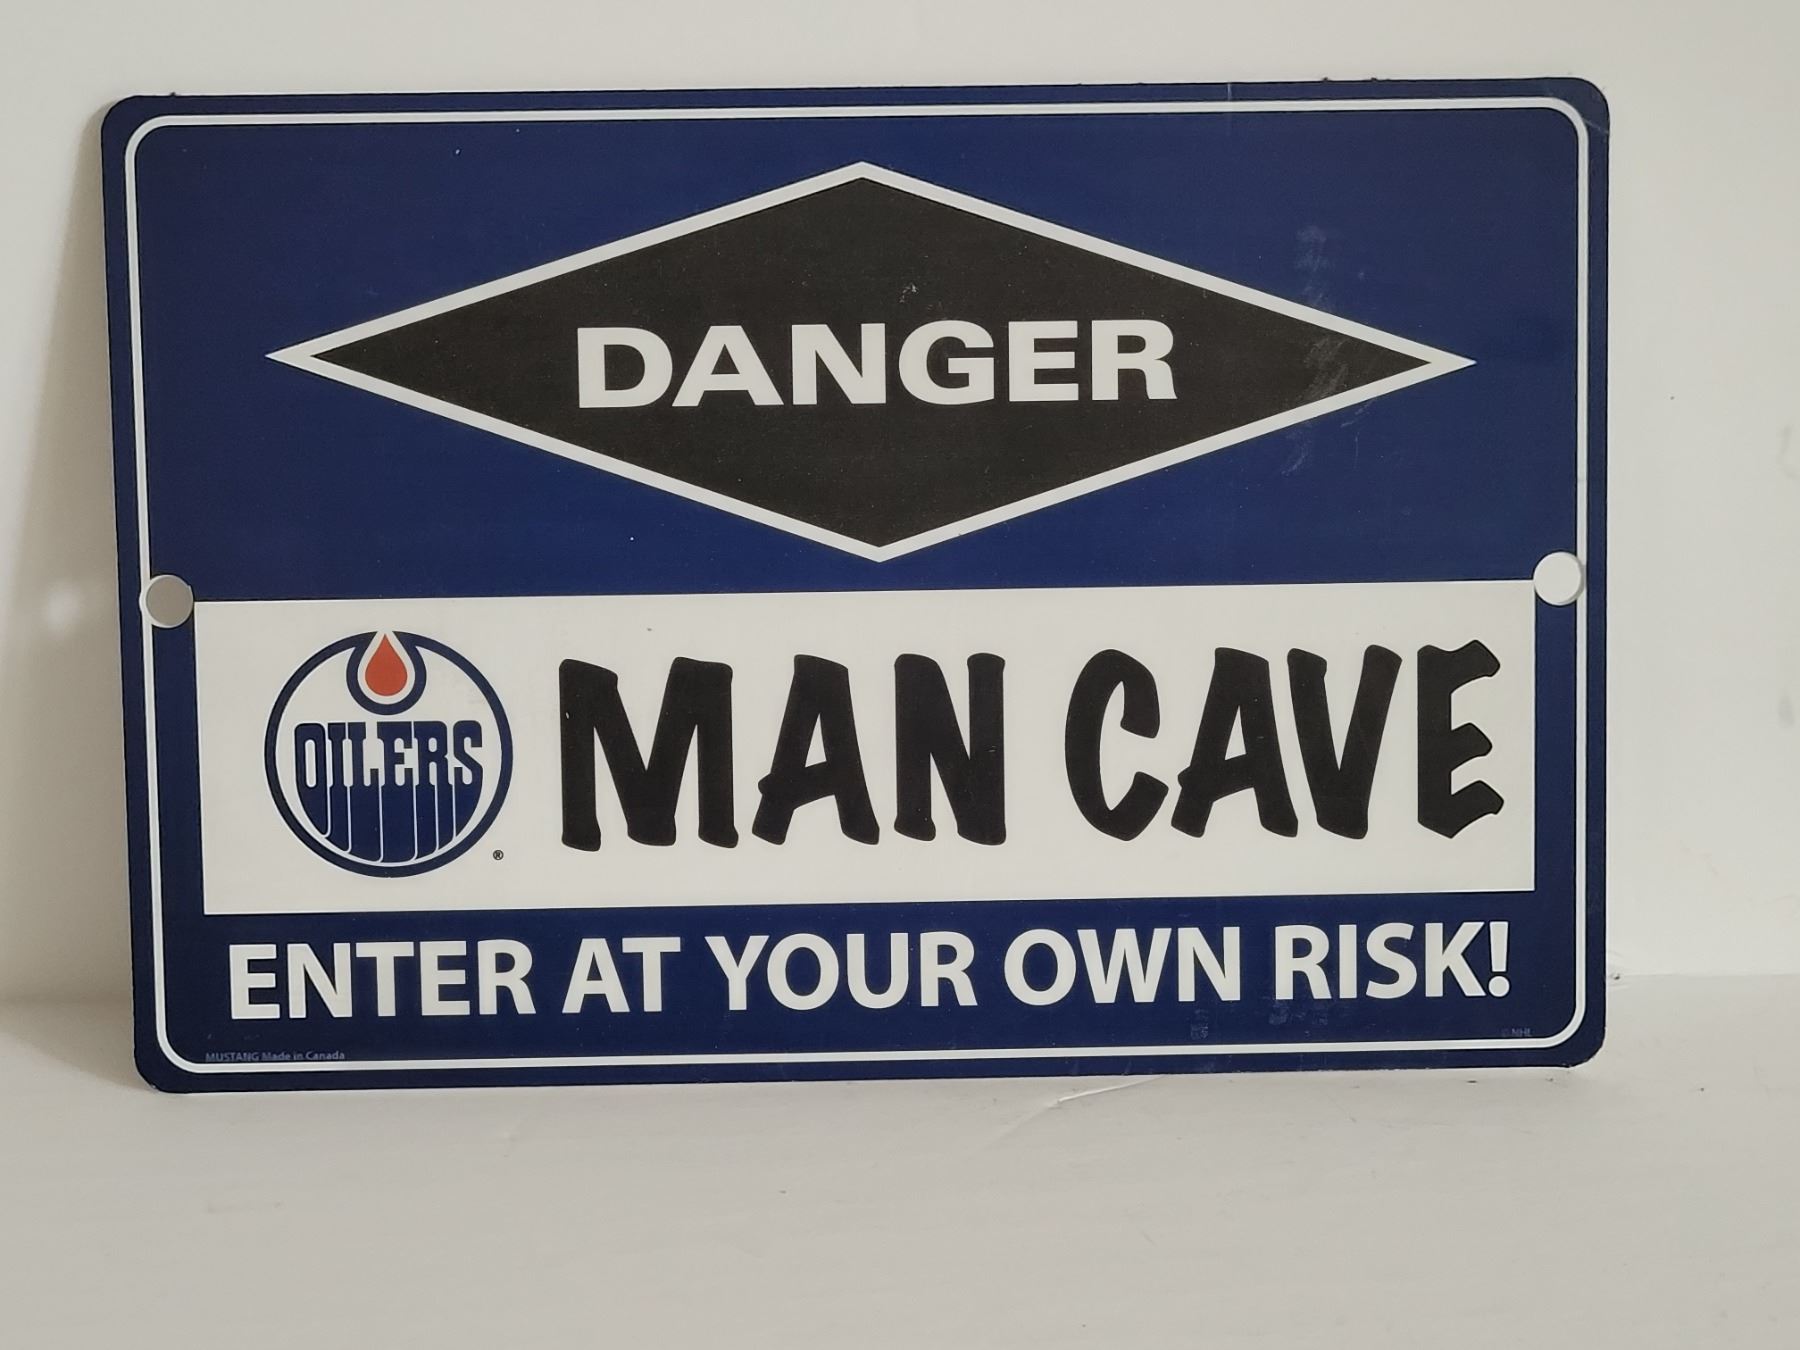 DANGER
OILERS
®
MAN CAVE
ENTER AT YOUR OWN RISK!
MUSTANG Made in Canada
© NHL